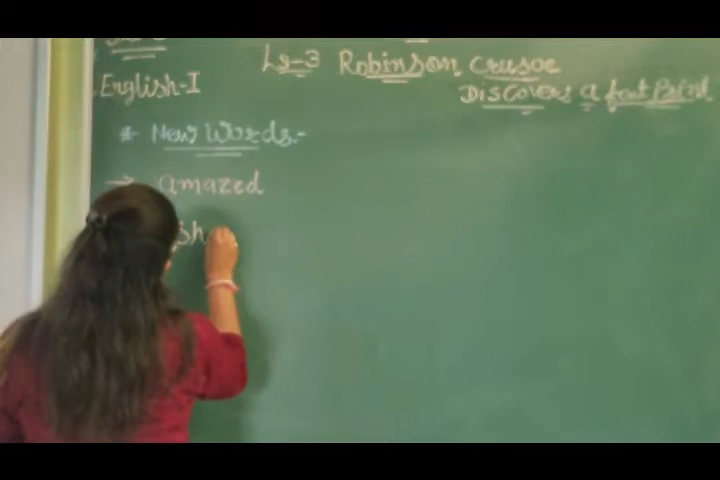 Ls-3 Robinson Crusoe
Discovers a foot Print
English-I
* New Words:-
→ amazed
sh